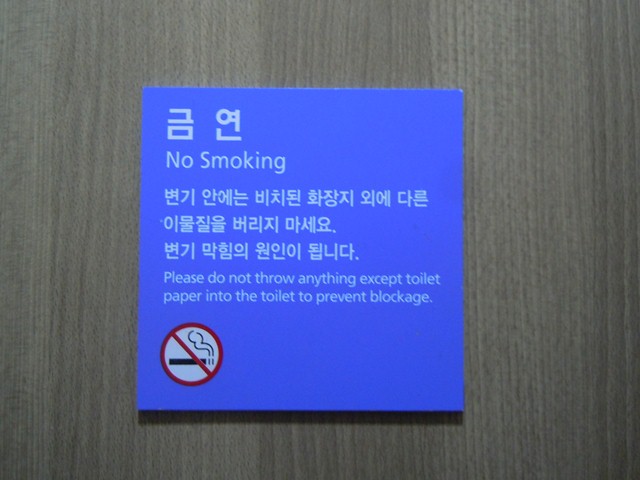 금 연
No Smoking
변기 안에는 비치된 화장지 외에 다른
이물질을 버리지 마세요.
변기 막힘의 원인이 됩니다.
Please do not throw anything except toilet
paper into the toilet to prevent blockage.